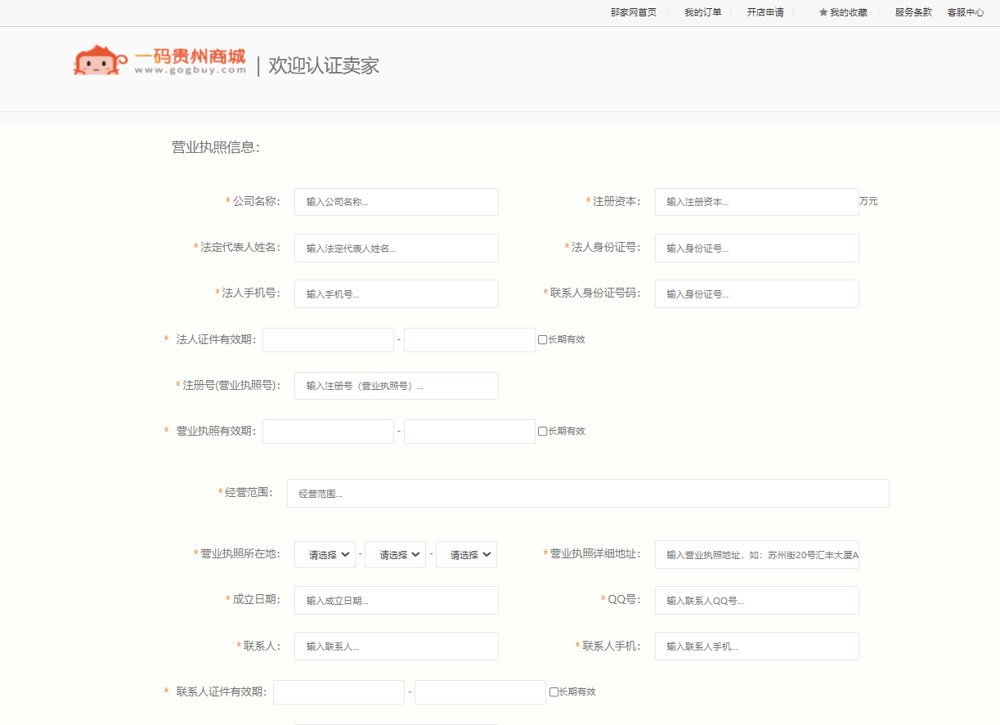 那家网首页 我的订单 开店申请 ★ 我的收藏 服务条款 客服中心
一码贵州商城
www.gogbuy.com
| 欢迎认证卖家
营业执照信息:
*公司名称: 输入公司名称... *注册资本: 输入注册资本... 万元
*法定代表人姓名: 输入法定代表人姓名... *法人身份证号: 输入身份证号...
*法人手机号: 输入手机号... *联系人身份证号码: 输入身份证号...
* 法人证件有效期: - 长期有效
*注册号(营业执照号): 输入注册号（营业执照号）...
* 营业执照有效期: - 长期有效
*经营范围: 经营范围...
*营业执照所在地: 请选择 - 请选择 - 请选择 *营业执照详细地址: 输入营业执照地址，如：苏州街20号汇丰大厦A
*成立日期: 输入成立日期... *QQ号: 输入联系人QQ号...
*联系人: 输入联系人... *联系人手机: 输入联系人手机...
* 联系人证件有效期: - 长期有效